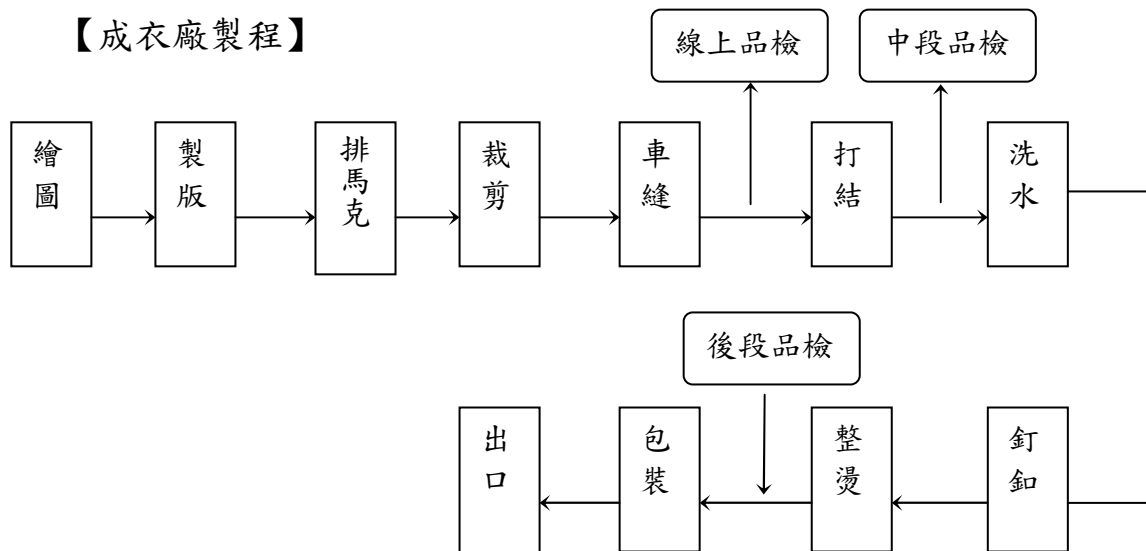 【成衣廠製程】
線上品檢
中段品檢
繪圖
製版
排馬克
裁剪
車縫
打結
洗水
後段品檢
出口
包裝
整燙
釘釦